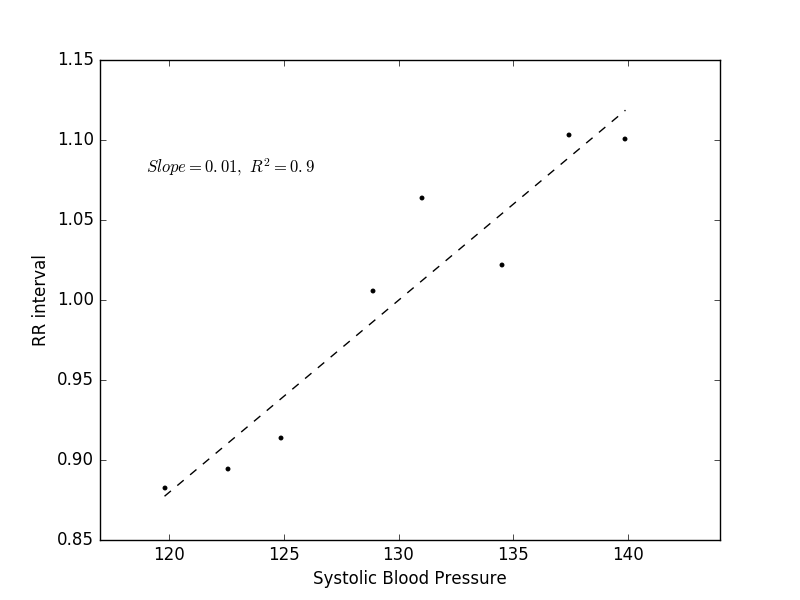 1.15
1.10
Slope = 0.01, R² = 0.9
1.05
1.00
RR interval
0.95
0.90
0.85
120 125 130 135 140
Systolic Blood Pressure